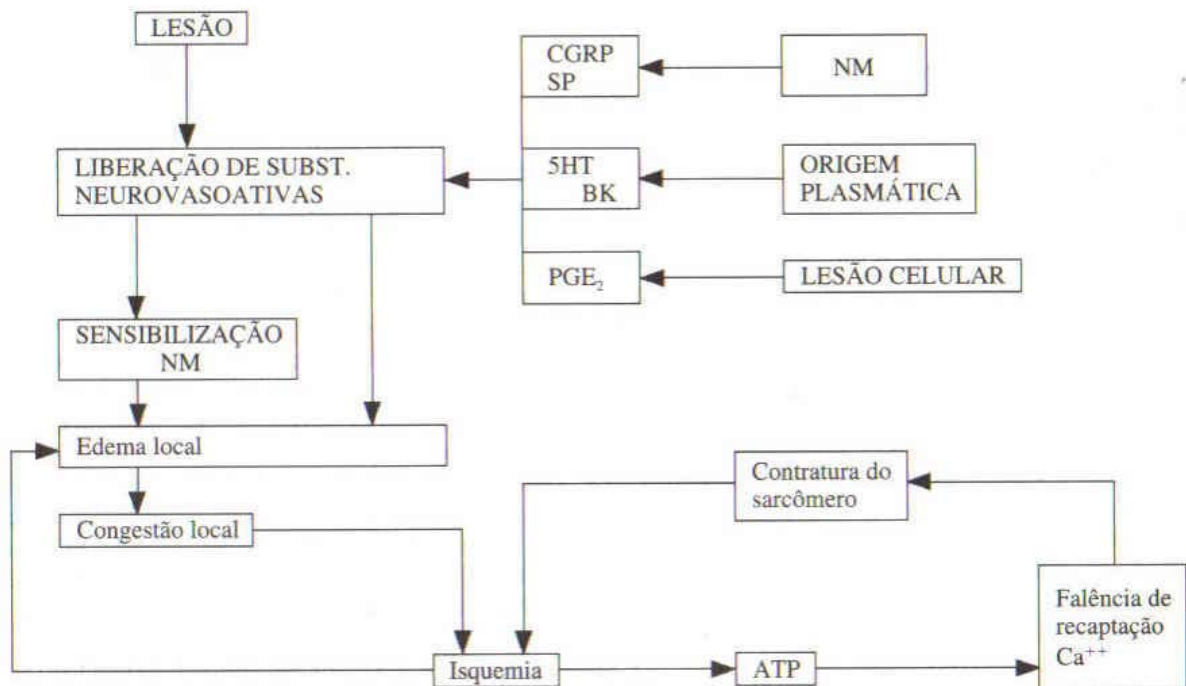 LESÃO
CGRP
SP
NM
LIBERAÇÃO DE SUBST.
NEUROVASOATIVAS
5HT
BK
ORIGEM
PLASMÁTICA
PGE₂
LESÃO CELULAR
SENSIBILIZAÇÃO
NM
Edema local
Contratura do
sarcômero
Congestão local
Falência de
recaptação
Ca⁺⁺
Isquemia
ATP